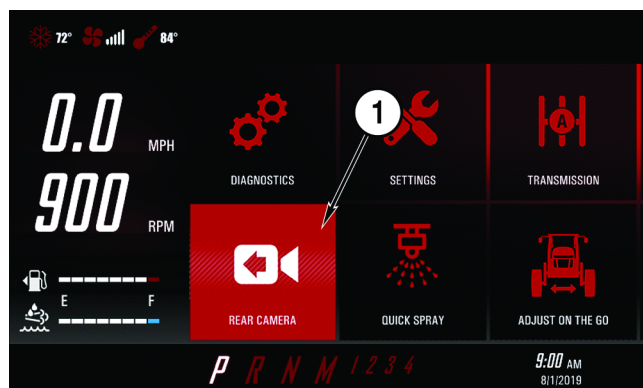 72° 84°
0.0 MPH
900 RPM
E F
1
DIAGNOSTICS SETTINGS TRANSMISSION
A
REAR CAMERA QUICK SPRAY ADJUST ON THE GO
P R N M 1 2 3 4
9:00 AM
8/1/2019